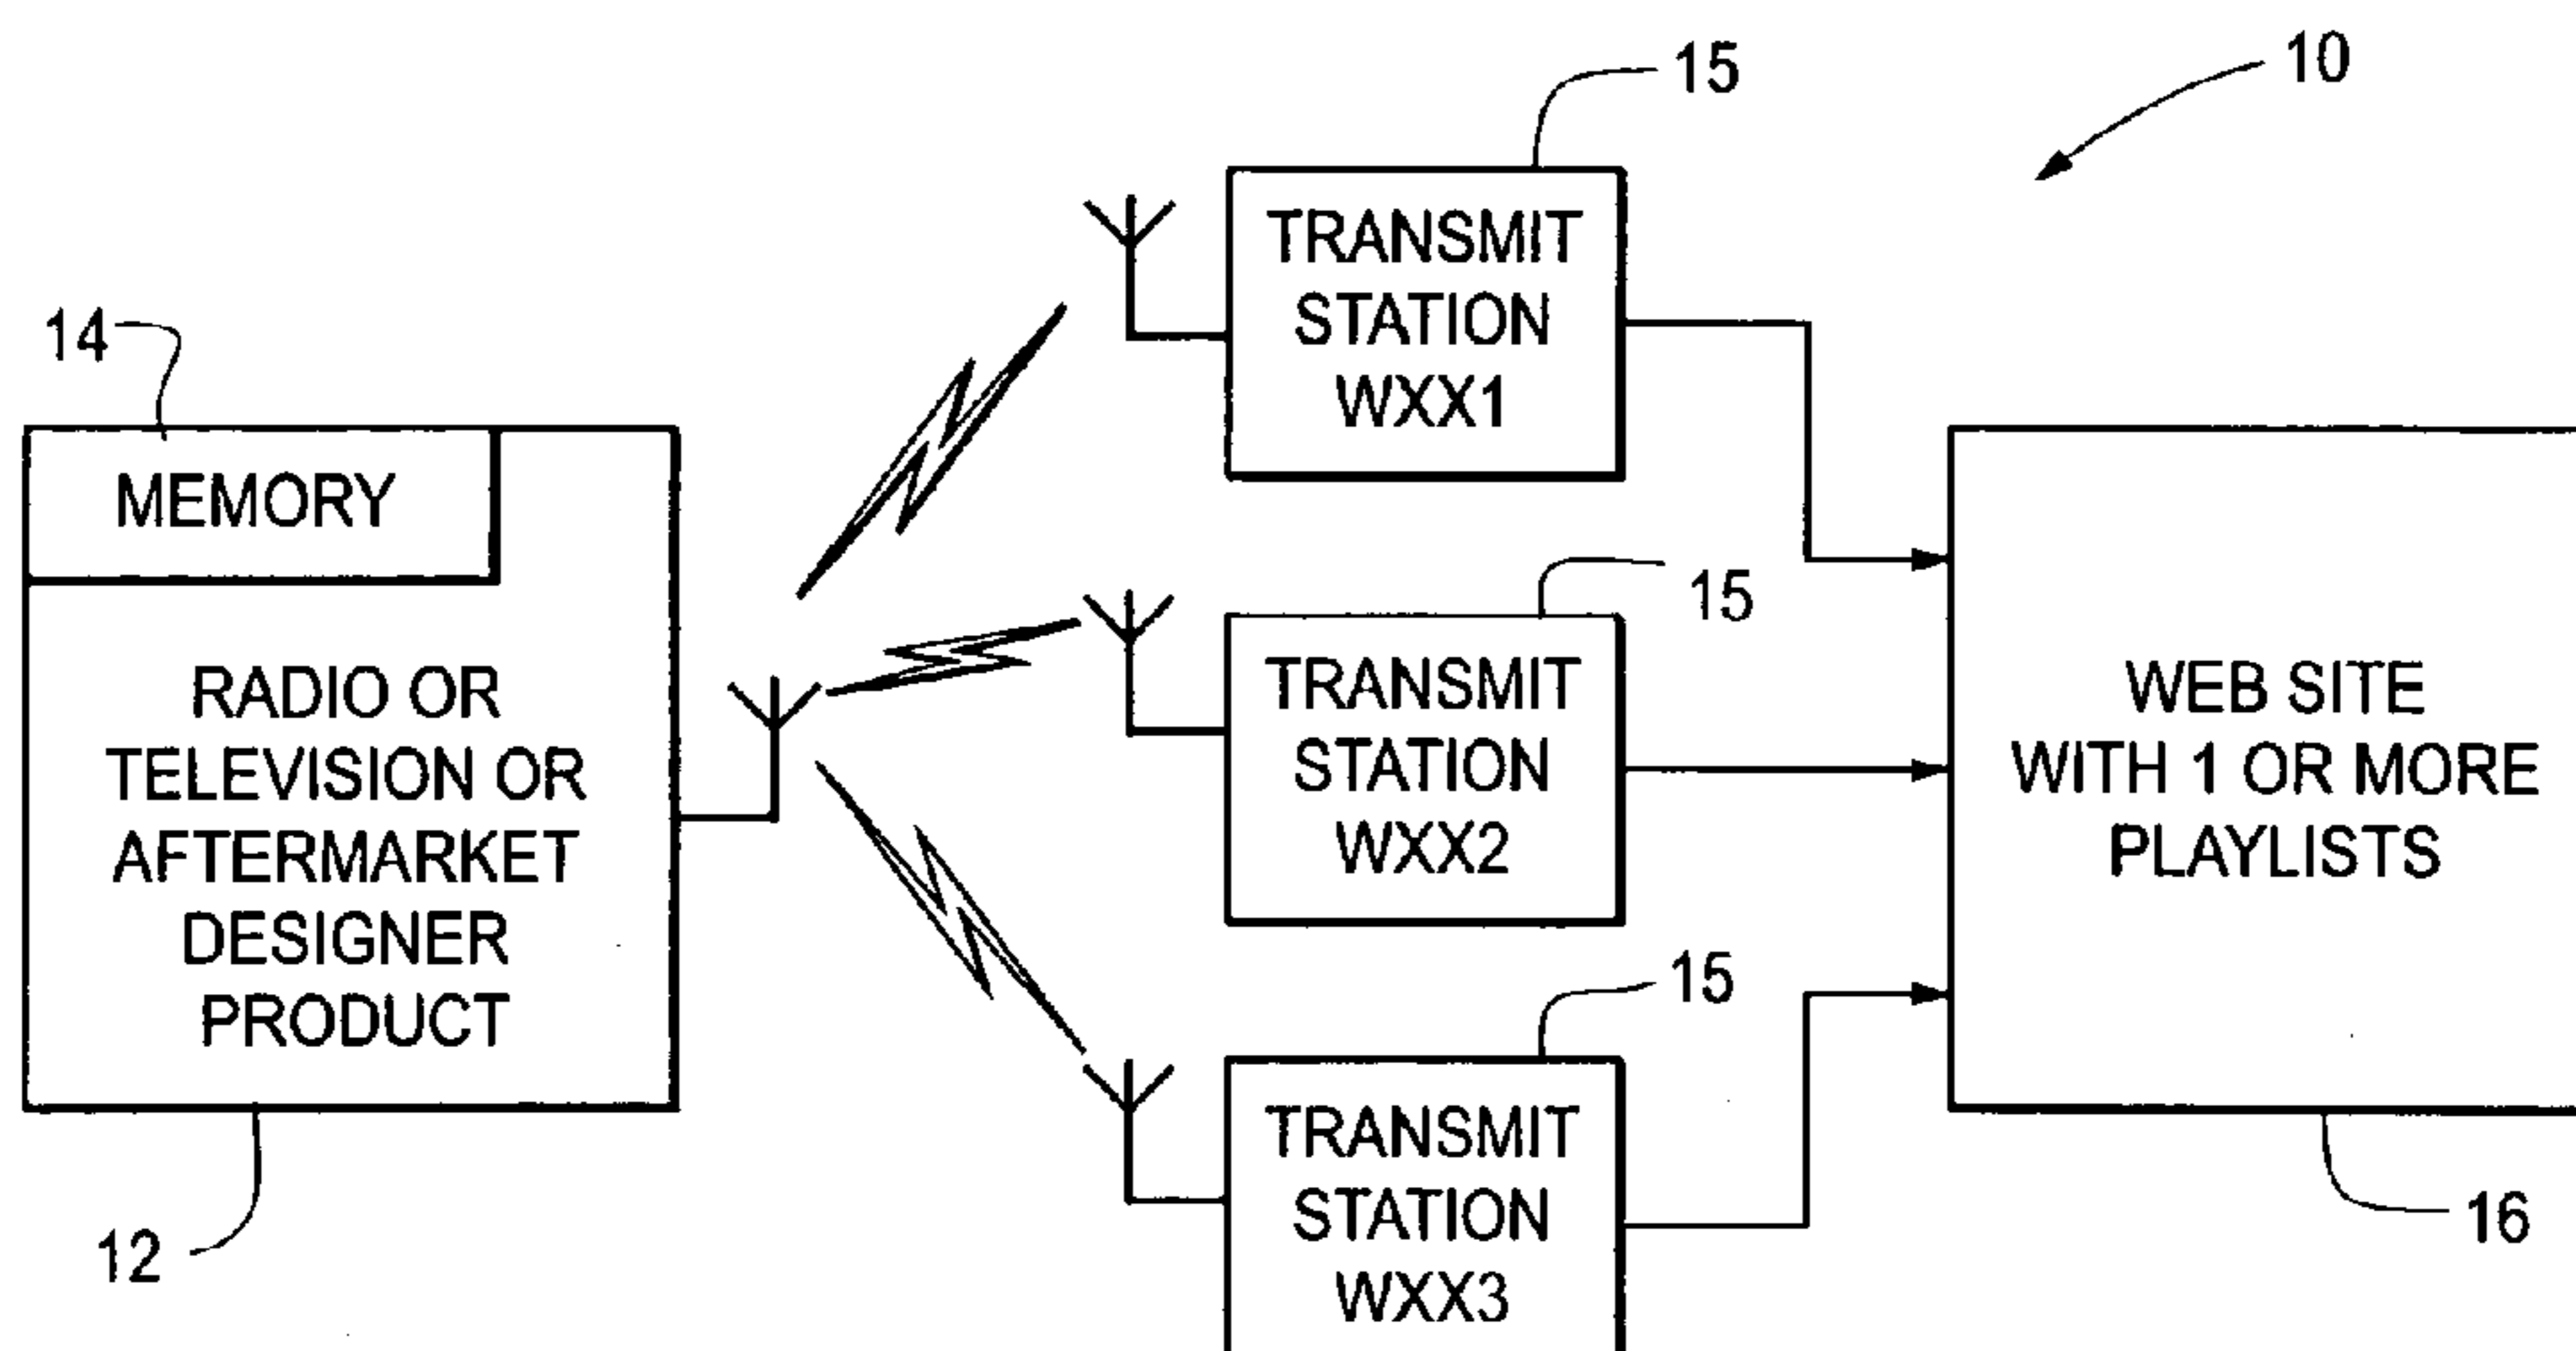 10
15
TRANSMIT
STATION
WXX1
14
MEMORY
RADIO OR
TELEVISION OR
AFTERMARKET
DESIGNER
PRODUCT
12
15
TRANSMIT
STATION
WXX2
15
TRANSMIT
STATION
WXX3
WEB SITE
WITH 1 OR MORE
PLAYLISTS
16